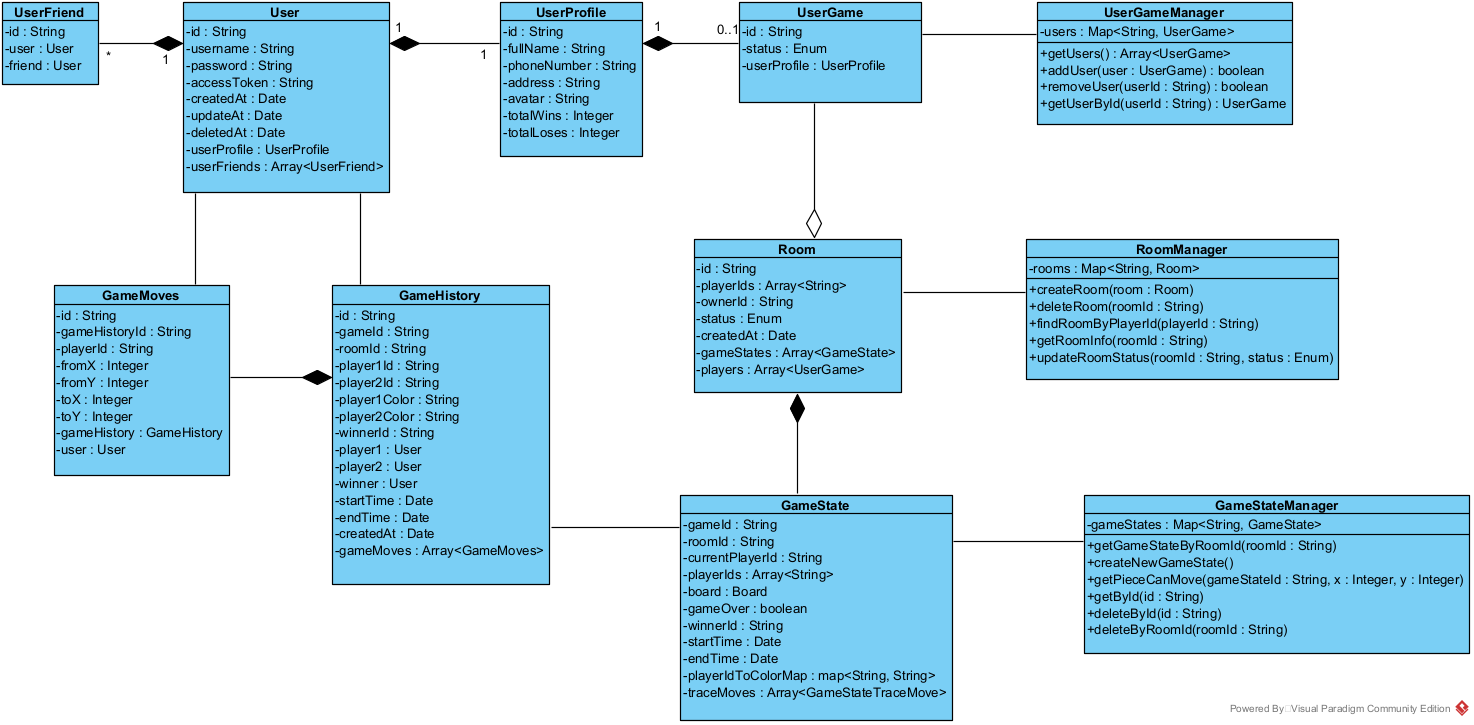 UserFriend
-id : String
-user : User
-friend : User
*
1
User
-id : String
-username : String
-password : String
-accessToken : String
-createdAt : Date
-updateAt : Date
-deletedAt : Date
-userProfile : UserProfile
-userFriends : Array<UserFriend>
1
1
UserProfile
-id : String
-fullName : String
-phoneNumber : String
-address : String
-avatar : String
-totalWins : Integer
-totalLoses : Integer
1
0..1
UserGame
-id : String
-status : Enum
-userProfile : UserProfile
UserGameManager
-users : Map<String, UserGame>
+getUsers() : Array<UserGame>
+addUser(user : UserGame) : boolean
+removeUser(userId : String) : boolean
+getUserById(userId : String) : UserGame
Room
-id : String
-playerIds : Array<String>
-ownerId : String
-status : Enum
-createdAt : Date
-gameStates : Array<GameState>
-players : Array<UserGame>
RoomManager
-rooms : Map<String, Room>
+createRoom(room : Room)
+deleteRoom(roomId : String)
+findRoomByPlayerId(playerId : String)
+getRoomInfo(roomId : String)
+updateRoomStatus(roomId : String, status : Enum)
GameMoves
-id : String
-gameHistoryId : String
-playerId : String
-fromX : Integer
-fromY : Integer
-toX : Integer
-toY : Integer
-gameHistory : GameHistory
-user : User
GameHistory
-id : String
-gameId : String
-roomId : String
-player1Id : String
-player2Id : String
-player1Color : String
-player2Color : String
-winnerId : String
-player1 : User
-player2 : User
-winner : User
-startTime : Date
-endTime : Date
-createdAt : Date
-gameMoves : Array<GameMoves>
GameState
-gameId : String
-roomId : String
-currentPlayerId : String
-playerIds : Array<String>
-board : Board
-gameOver : boolean
-winnerId : String
-startTime : Date
-endTime : Date
-playerIdToColorMap : map<String, String>
-traceMoves : Array<GameStateTraceMove>
GameStateManager
-gameStates : Map<String, GameState>
+getGameStateByRoomId(roomId : String)
+createNewGameState()
+getPieceCanMove(gameStateId : String, x : Integer, y : Integer)
+getById(id : String)
+deleteById(id : String)
+deleteByRoomId(roomId : String)
Powered By Visual Paradigm Community Edition